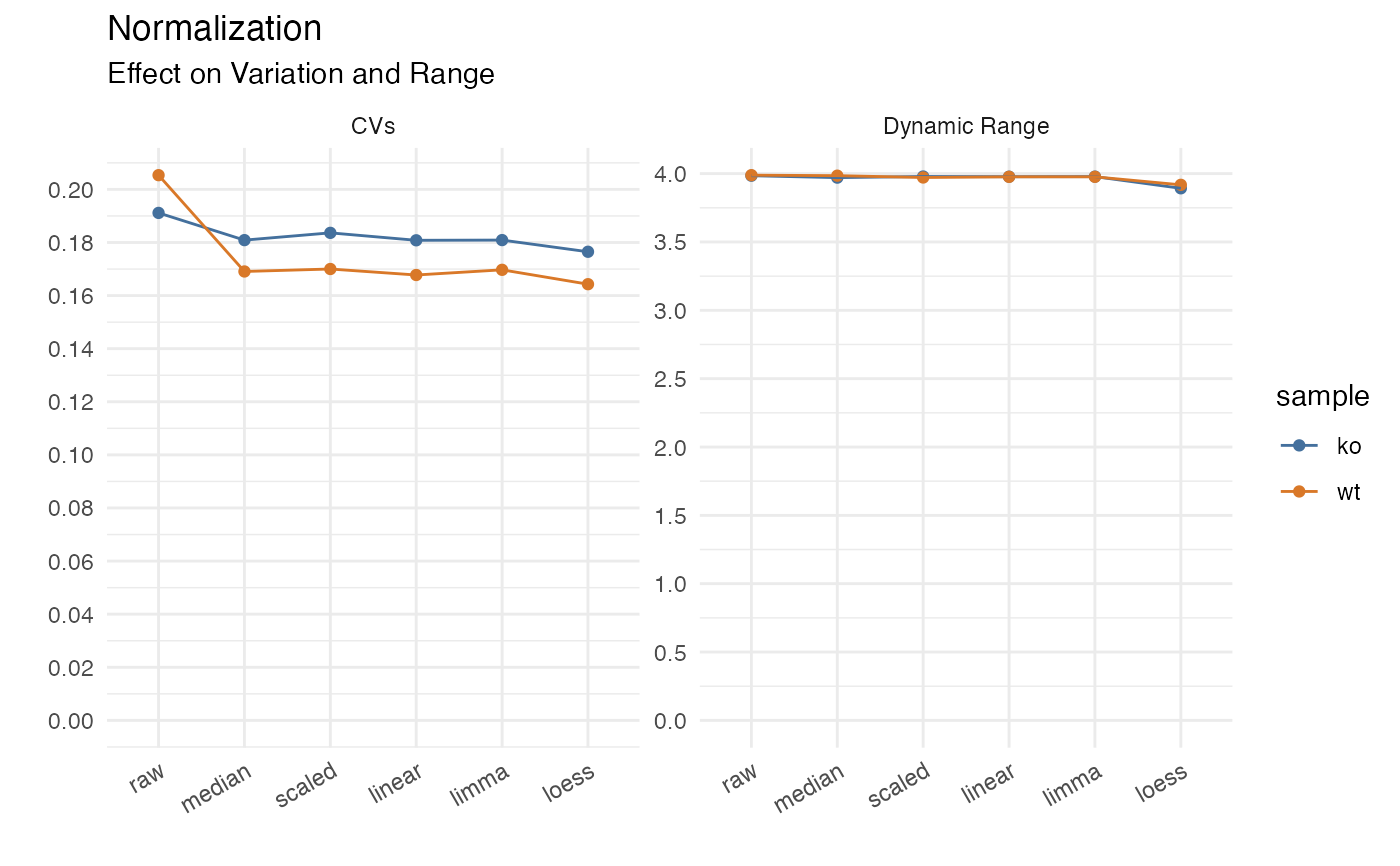 Normalization
Effect on Variation and Range
CVs
0.20
0.18
0.16
0.14
0.12
0.10
0.08
0.06
0.04
0.02
0.00
raw
median
scaled
linear
limma
loess
Dynamic Range
4.0
3.5
3.0
2.5
2.0
1.5
1.0
0.5
0.0
raw
median
scaled
linear
limma
loess
sample
ko
wt